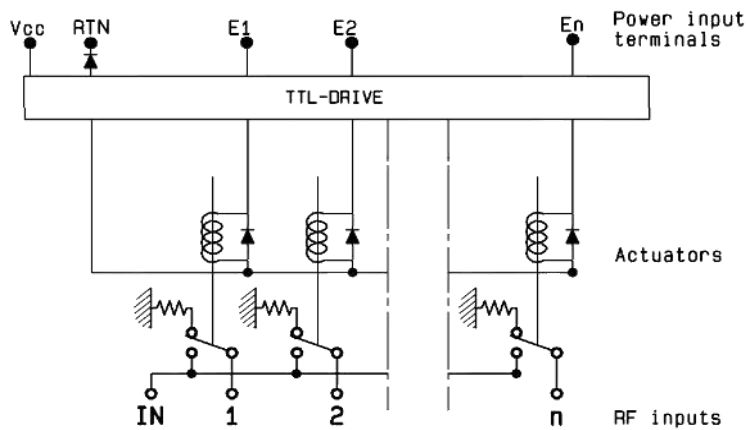 Vcc RTN E1 E2 En Power input
terminals
TTL-DRIVE
Actuators
IN 1 2 n RF inputs